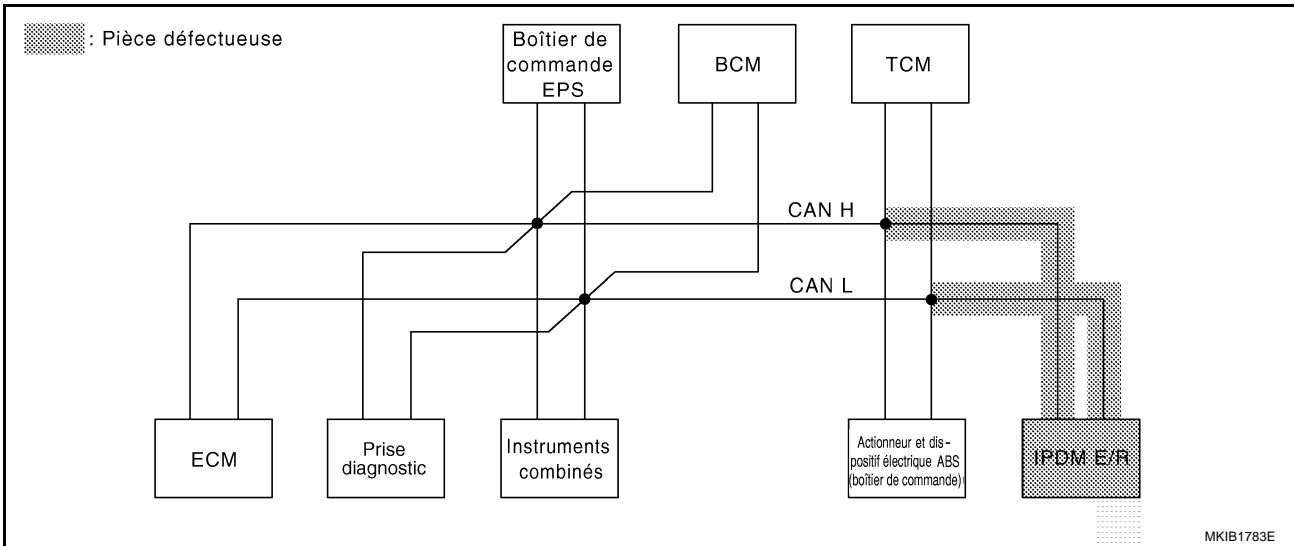 : Pièce défectueuse
Boîtier de
commande
EPS
BCM
TCM
CAN H
CAN L
ECM
Prise
diagnostic
Instruments
combinés
Actionneur et dis-
positif électrique ABS
(boîtier de commande)
IPDM E/R
MKIB1783E